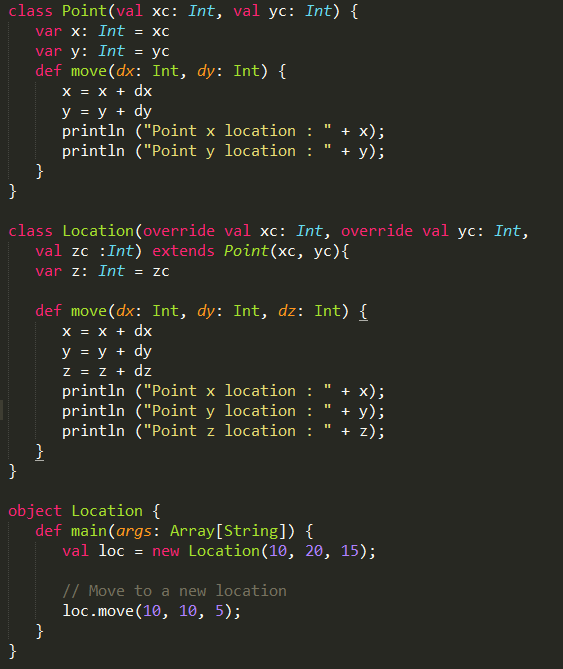 class Point(val xc: Int, val yc: Int) {
   var x: Int = xc
   var y: Int = yc
   def move(dx: Int, dy: Int) {
      x = x + dx
      y = y + dy
      println ("Point x location : " + x);
      println ("Point y location : " + y);
   }
}

class Location(override val xc: Int, override val yc: Int,
   val zc :Int) extends Point(xc, yc){
   var z: Int = zc

   def move(dx: Int, dy: Int, dz: Int) {
      x = x + dx
      y = y + dy
      z = z + dz
      println ("Point x location : " + x);
      println ("Point y location : " + y);
      println ("Point z location : " + z);
   }
}

object Location {
   def main(args: Array[String]) {
      val loc = new Location(10, 20, 15);

      // Move to a new location
      loc.move(10, 10, 5);
   }
}